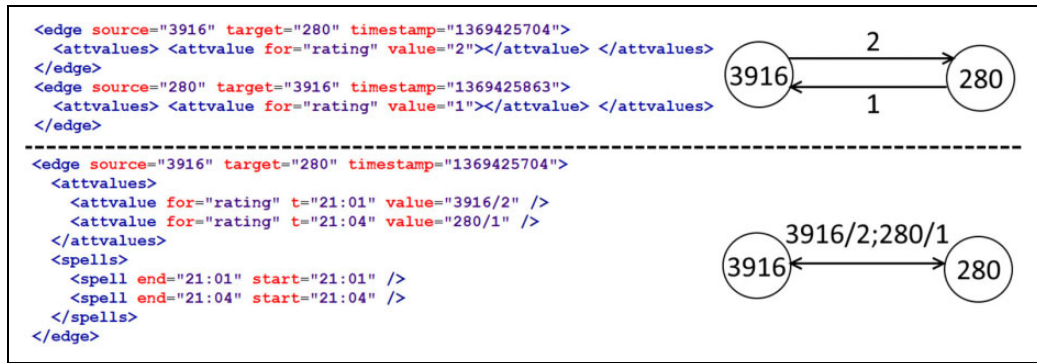 <edge source="3916" target="280" timestamp="1369425704">
<attvalues> <attvalue for="rating" value="2"></attvalue> </attvalues>
</edge>
<edge source="280" target="3916" timestamp="1369425863">
<attvalues> <attvalue for="rating" value="1"></attvalue> </attvalues>
</edge>
2
3916
280
1
<edge source="3916" target="280" timestamp="1369425704">
<attvalues>
<attvalue for="rating" t="21:01" value="3916/2" />
<attvalue for="rating" t="21:04" value="280/1" />
</attvalues>
<spells>
<spell end="21:01" start="21:01" />
<spell end="21:04" start="21:04" />
</spells>
</edge>
3916/2;280/1
3916
280